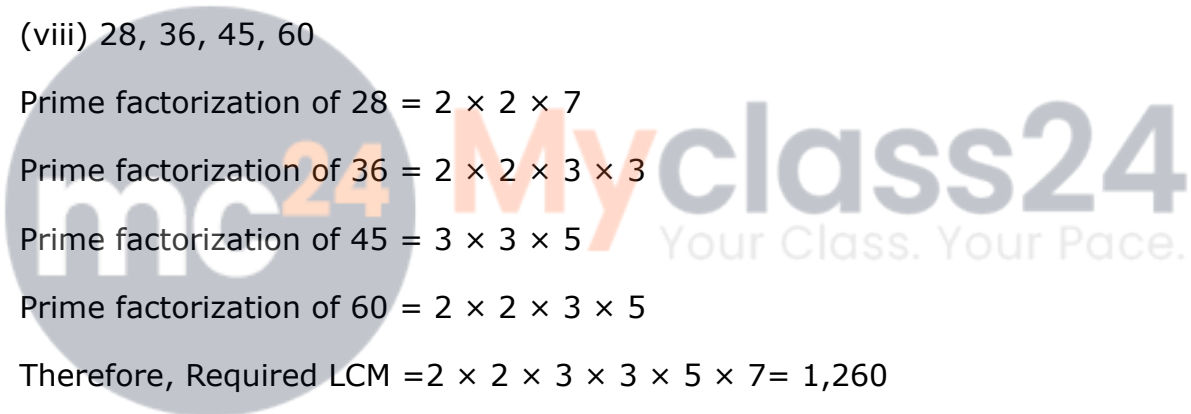 (viii) 28, 36, 45, 60
Prime factorization of 28 = 2 × 2 × 7
Prime factorization of 36 = 2 × 2 × 3 × 3
Prime factorization of 45 = 3 × 3 × 5
Prime factorization of 60 = 2 × 2 × 3 × 5
Therefore, Required LCM =2 × 2 × 3 × 3 × 5 × 7= 1,260
mc24
Myclass24
Your Class. Your Pace.